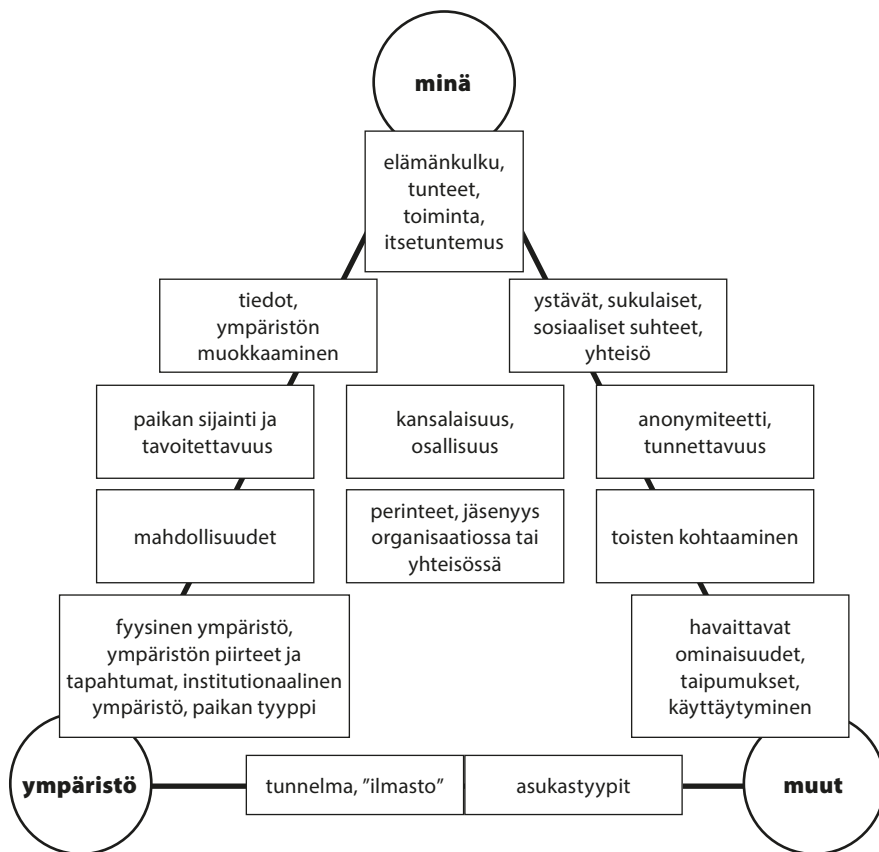 minä
elämänkulku,
tunteet,
toiminta,
itsetuntemus
tiedot,
ympäristön
muokkaaminen
ystävät, sukulaiset,
sosiaaliset suhteet,
yhteisö
paikan sijainti ja
tavoitettavuus
kansalaisuus,
osallisuus
anonymiteetti,
tunnettavuus
mahdollisuudet
perinteet, jäsenyys
organisaatiossa tai
yhteisössä
toisten kohtaaminen
fyysinen ympäristö,
ympäristön piirteet ja
tapahtumat, institutionaalinen
ympäristö, paikan tyyppi
havaittavat
ominaisuudet,
taipumukset,
käyttäytyminen
ympäristö
tunnelma, ”ilmasto”
asukastyypit
muut